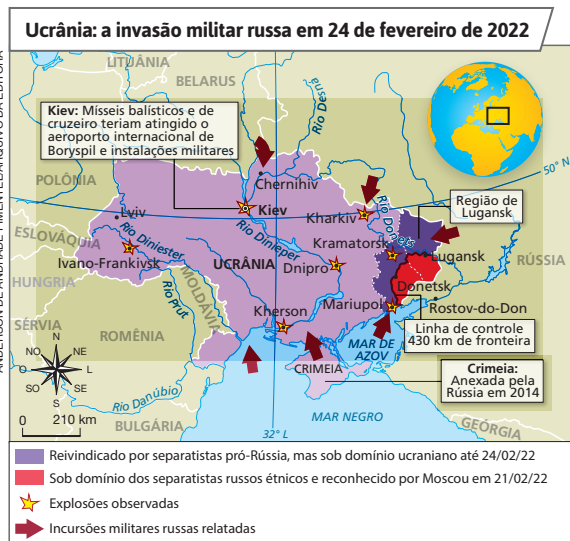 Ucrânia: a invasão militar russa em 24 de fevereiro de 2022
LITUÂNIA
BELARUS
Kiev: Mísseis balísticos e de
cruzeiro teriam atingido o
aeroporto internacional de
Boryspil e instalações militares
Rio Desna
50° N
POLÔNIA
Chernihiv
Lviv
Kiev
Kharkiv
Rio Donets
Região de
Lugansk
ESLOVÁQUIA
Rio Diniester
Rio Dnieper
Kramatorsk
Lugansk
RÚSSIA
Ivano-Frankivsk
UCRÂNIA
Dnipro
Donetsk
HUNGRIA
Rio Prut
MOLDÁVIA
Kherson
Mariupol
Rostov-do-Don
SÉRVIA
ROMÊNIA
MAR DE
AZOV
Linha de controle
430 km de fronteira
N
NO
NE
O
L
SO
SE
S
CRIMEIA
Crimeia:
Anexada pela
Rússia em 2014
Rio Danúbio
0
210 km
BULGÁRIA
32° L
MAR NEGRO
GEÓRGIA
Reivindicado por separatistas pró-Rússia, mas sob domínio ucraniano até 24/02/22
Sob domínio dos separatistas russos étnicos e reconhecido por Moscou em 21/02/22
Explosões observadas
Incursões militares russas relatadas